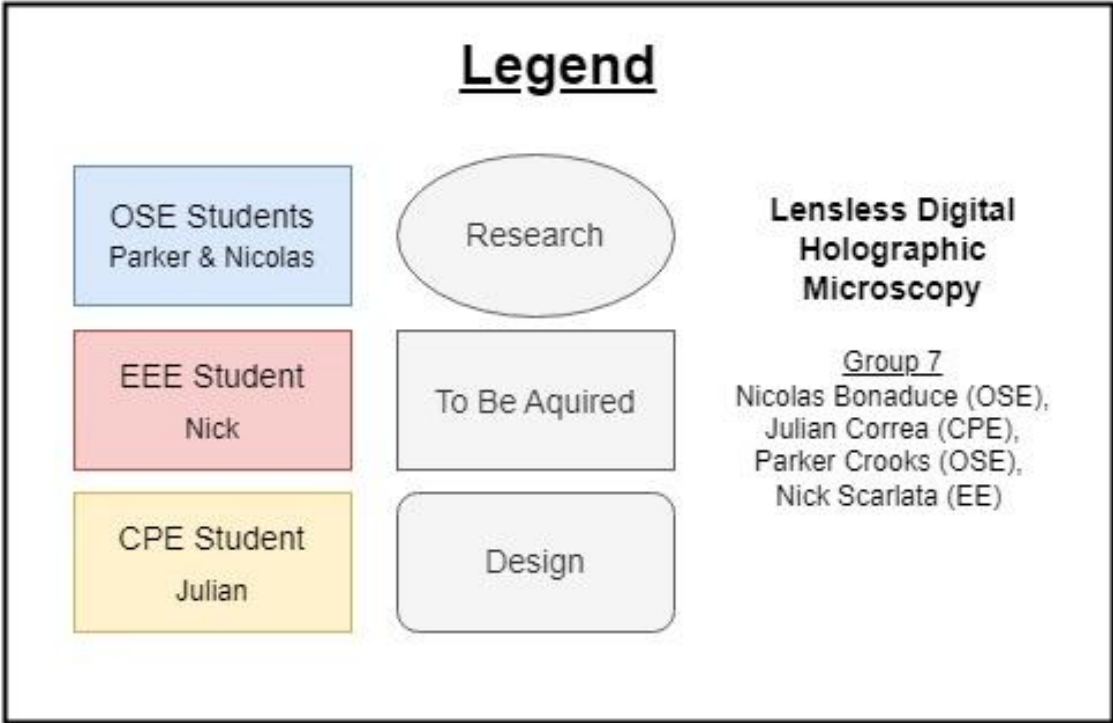 Legend
OSE Students
Parker & Nicolas
Research
EEE Student
Nick
To Be Aquired
CPE Student
Julian
Design
Lensless Digital
Holographic
Microscopy
Group 7
Nicolas Bonaduce (OSE),
Julian Correa (CPE),
Parker Crooks (OSE),
Nick Scarlata (EE)